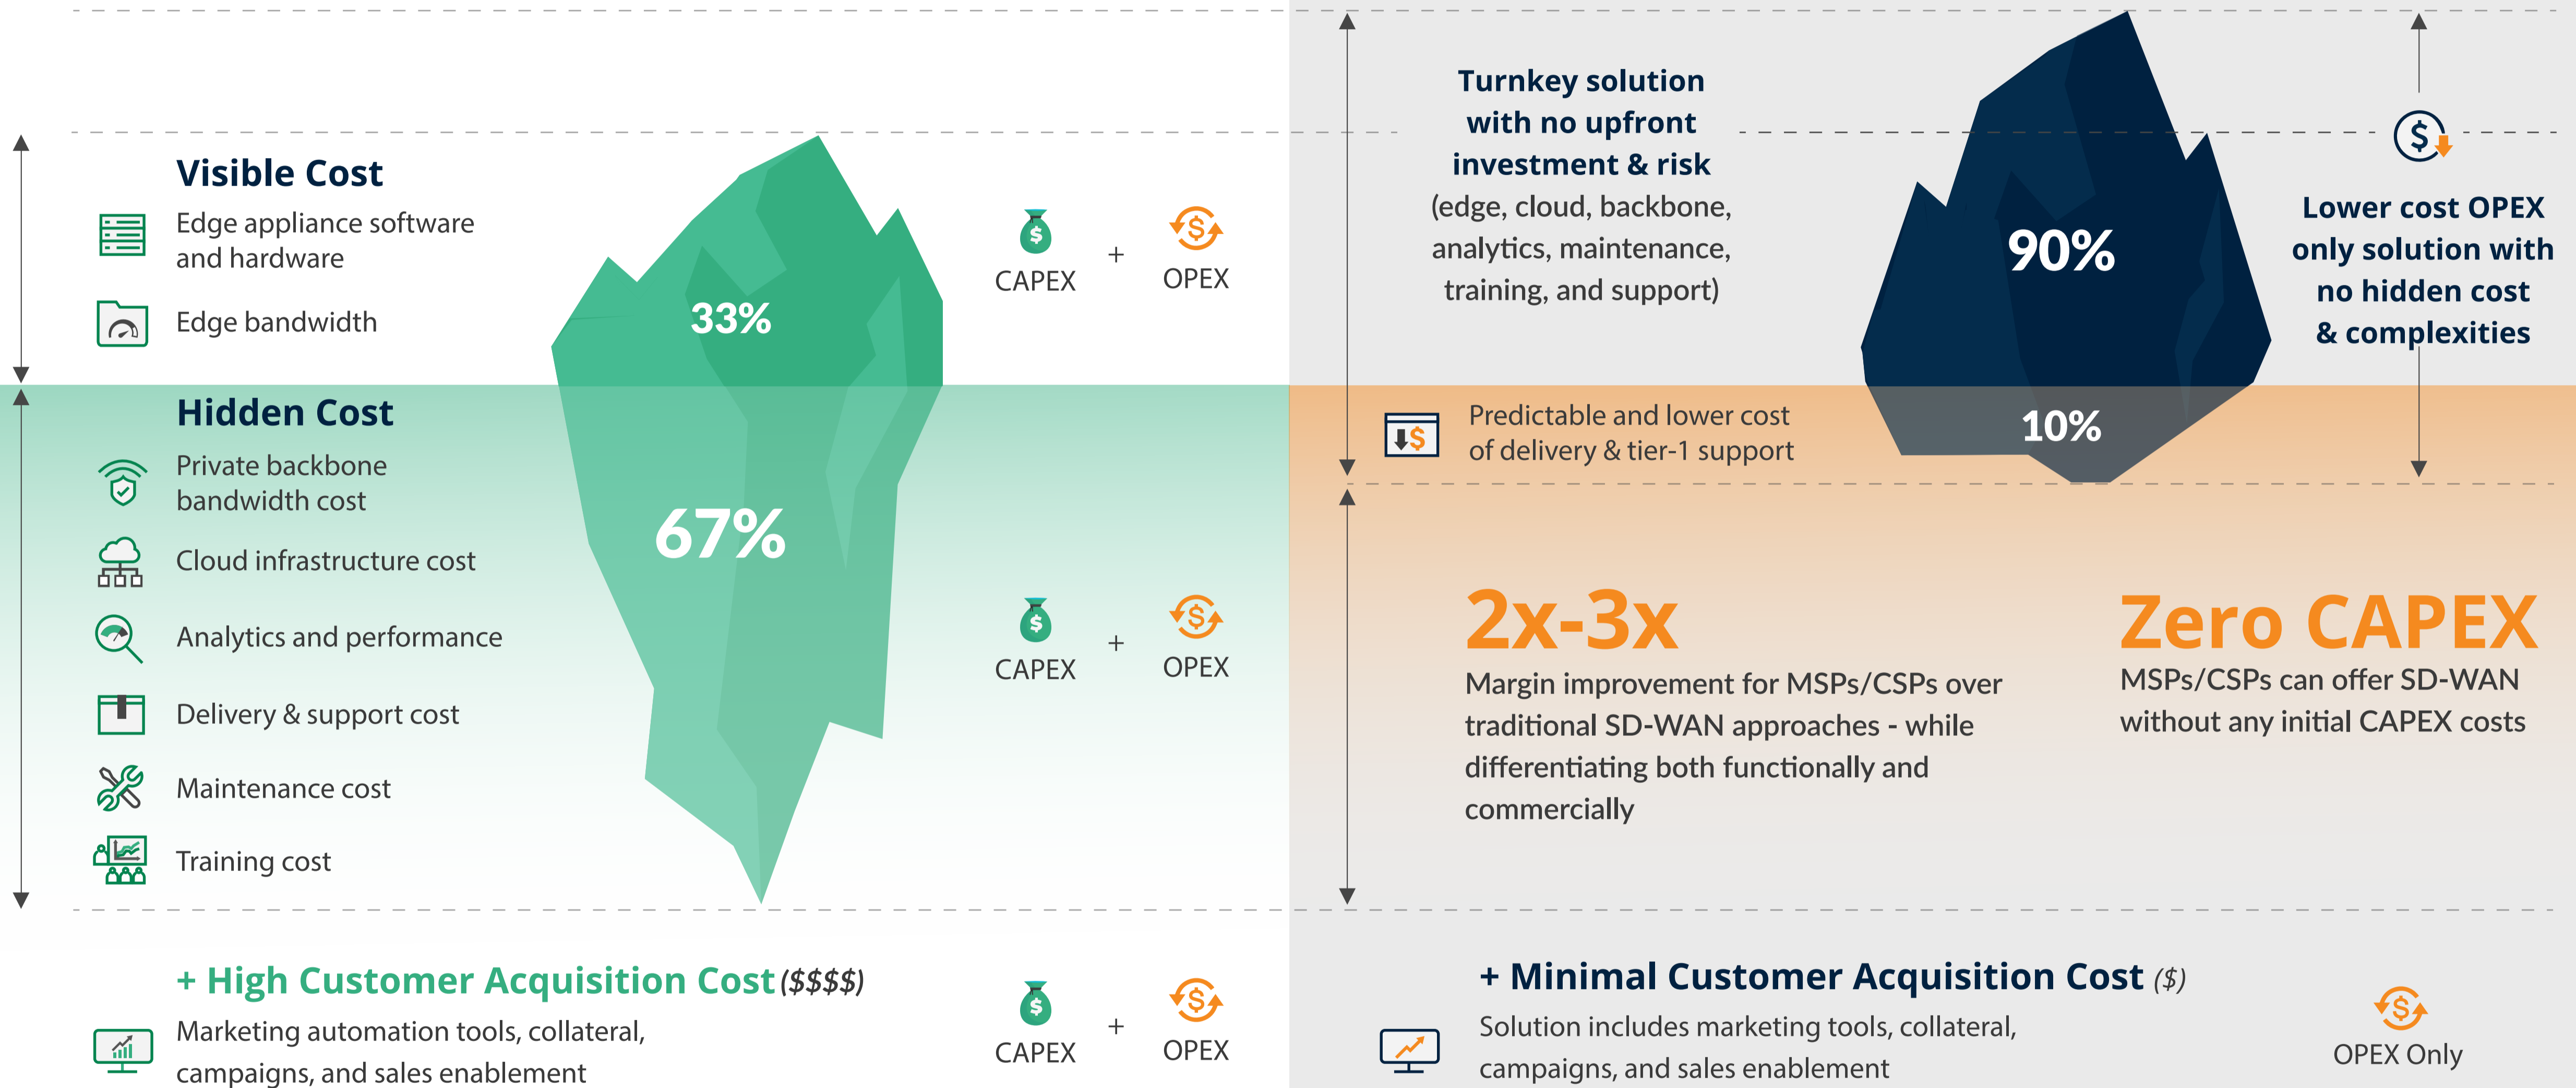 Visible Cost
Edge appliance software
and hardware
Edge bandwidth
33%
CAPEX + OPEX
Hidden Cost
Private backbone
bandwidth cost
Cloud infrastructure cost
Analytics and performance
Delivery & support cost
Maintenance cost
Training cost
67%
CAPEX + OPEX
+ High Customer Acquisition Cost ($$$$)
Marketing automation tools, collateral,
campaigns, and sales enablement
CAPEX + OPEX
Turnkey solution
with no upfront
investment & risk
(edge, cloud, backbone,
analytics, maintenance,
training, and support)
90%
$
Lower cost OPEX
only solution with
no hidden cost
& complexities
$
Predictable and lower cost
of delivery & tier-1 support
10%
2x-3x
Margin improvement for MSPs/CSPs over
traditional SD-WAN approaches - while
differentiating both functionally and
commercially
Zero CAPEX
MSPs/CSPs can offer SD-WAN
without any initial CAPEX costs
+ Minimal Customer Acquisition Cost ($)
Solution includes marketing tools, collateral,
campaigns, and sales enablement
OPEX Only